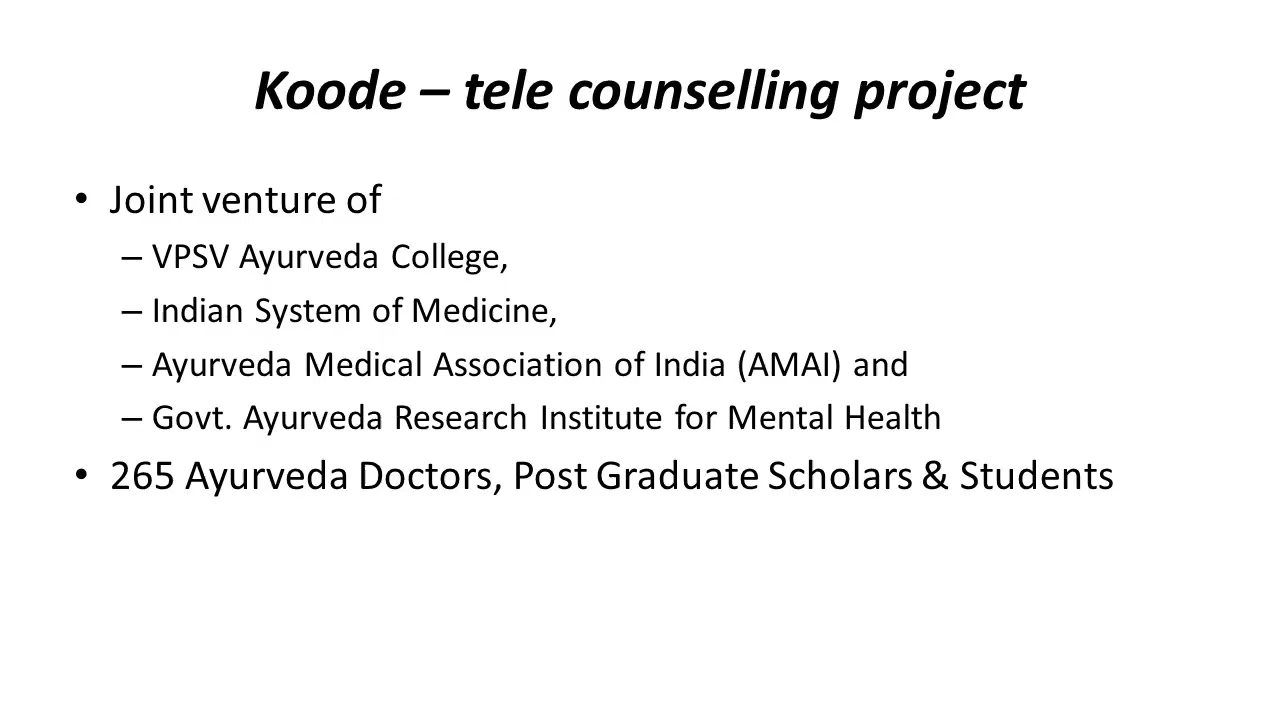 Koode – tele counselling project
• Joint venture of
– VPSV Ayurveda College,
– Indian System of Medicine,
– Ayurveda Medical Association of India (AMAI) and
– Govt. Ayurveda Research Institute for Mental Health
• 265 Ayurveda Doctors, Post Graduate Scholars & Students